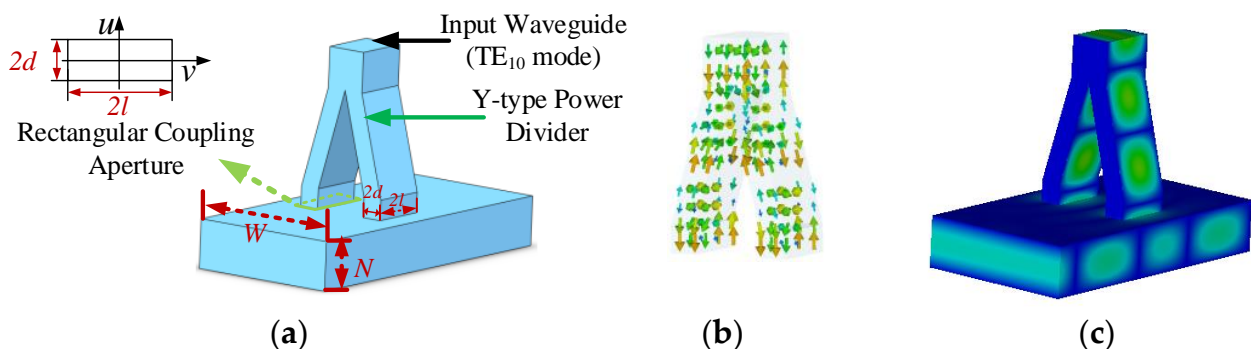 u
2d
v
2l
Input Waveguide
(TE₁₀ mode)
Y-type Power
Divider
Rectangular Coupling
Aperture
2d
2l
W
N
(a)
(b)
(c)